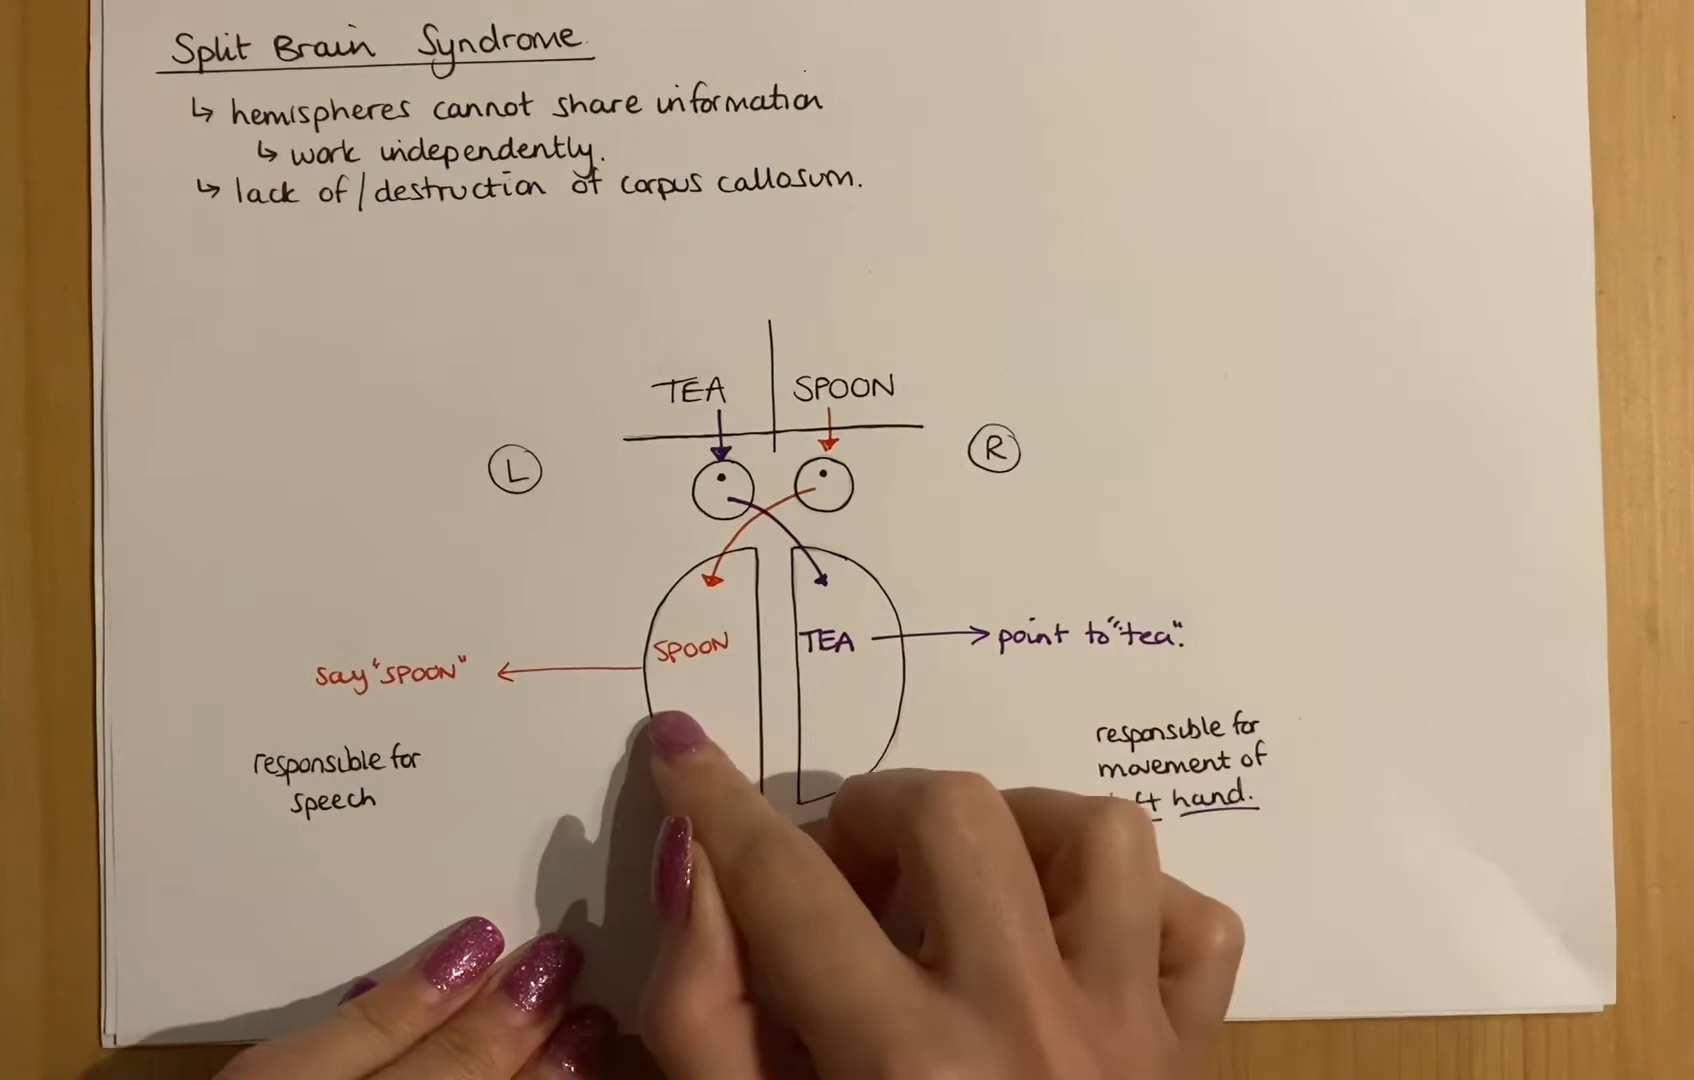 Split Brain Syndrome.
↳ hemispheres cannot share information
↳ work independently.
↳ lack of / destruction of corpus callosum.
TEA SPOON
L R
SPOON TEA
point to "tea".
say "SPOON"
responsible for
speech
responsible for
movement of
hand.